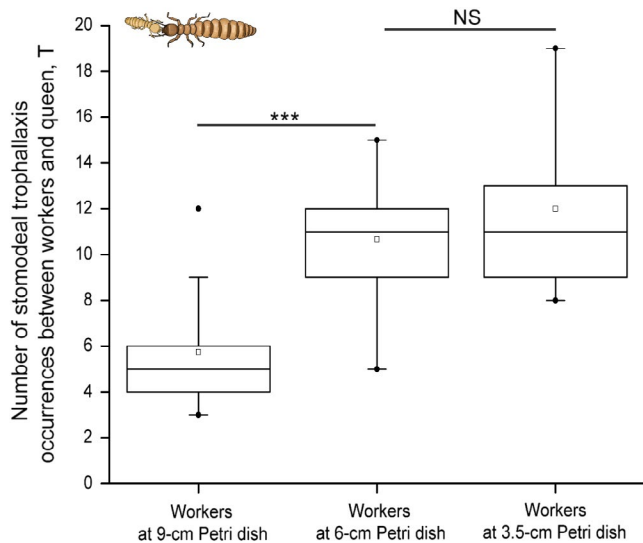 Number of stomodeal trophallaxis
occurrences between workers and queen, T
20
18
16
14
12
10
8
6
4
2
0
***
NS
Workers
at 9-cm Petri dish
Workers
at 6-cm Petri dish
Workers
at 3.5-cm Petri dish